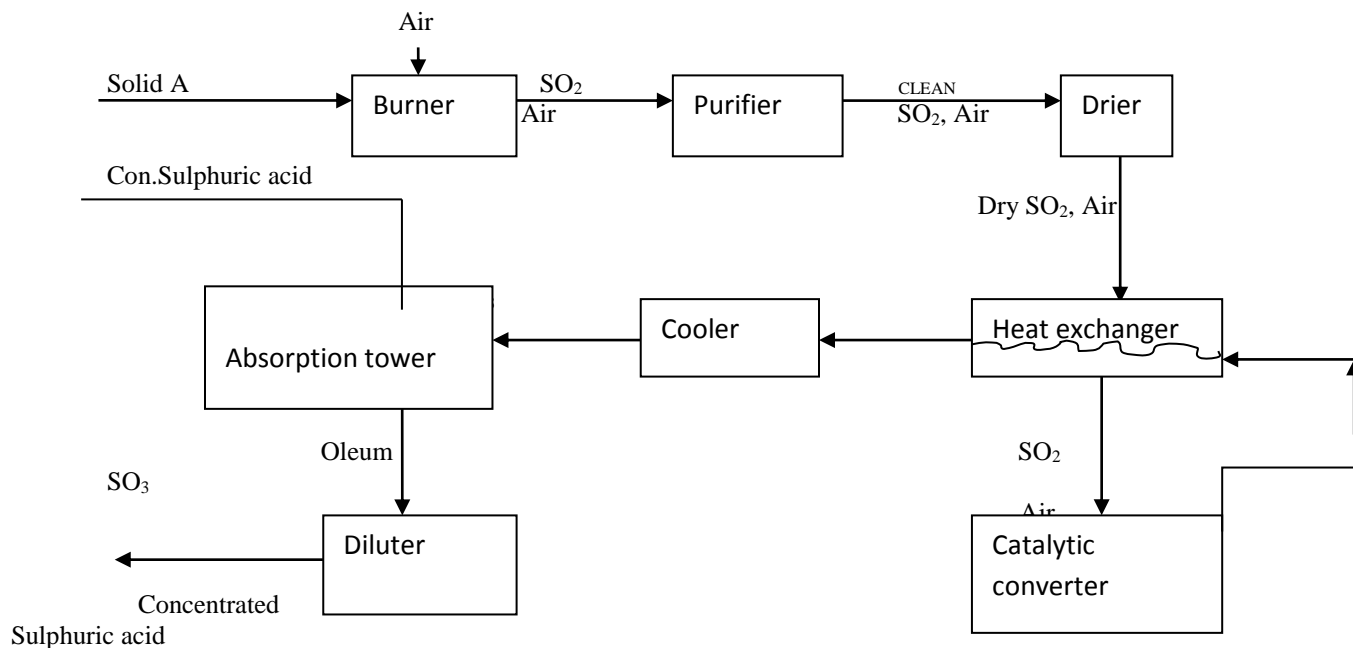 Air
Solid A
Burner
SO₂
Air
Purifier
CLEAN
SO₂, Air
Drier
Con.Sulphuric acid
Dry SO₂, Air
Absorption tower
Cooler
Heat exchanger
Oleum
SO₂
SO₃
Air
Diluter
Catalytic
converter
Concentrated
Sulphuric acid